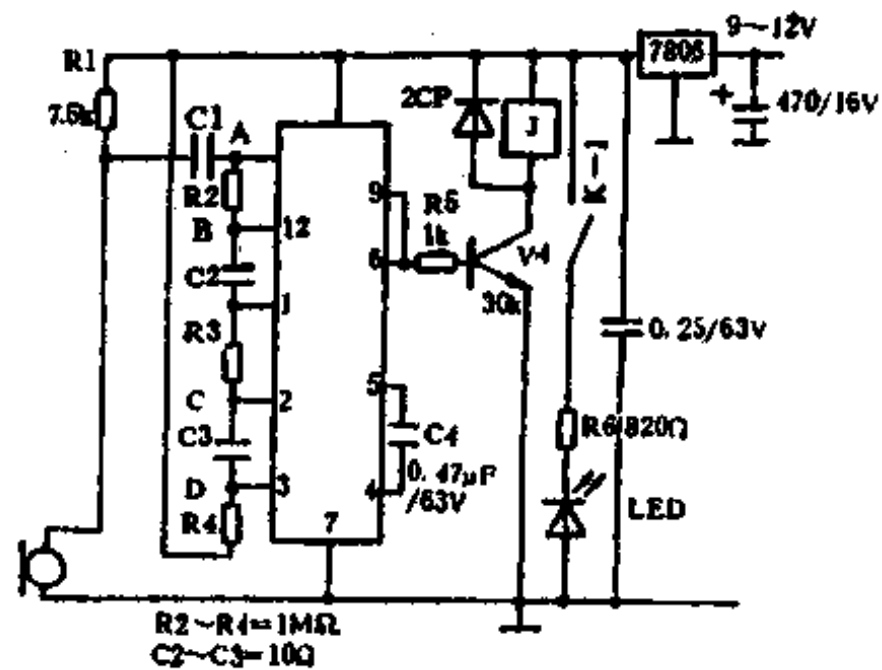 9～12V
7805
R1
7.5k
C1
A
R2
B
12
C2
1
R3
C
2
C3
D
3
R4
7
9
6
5
4
R5
1k
2CP
J
K-1
V4
30k
+
470/16V
0.25/63V
C4
0.47μF
/63V
R6 820Ω
LED
R2～R4=1MΩ
C2～C3=10Ω